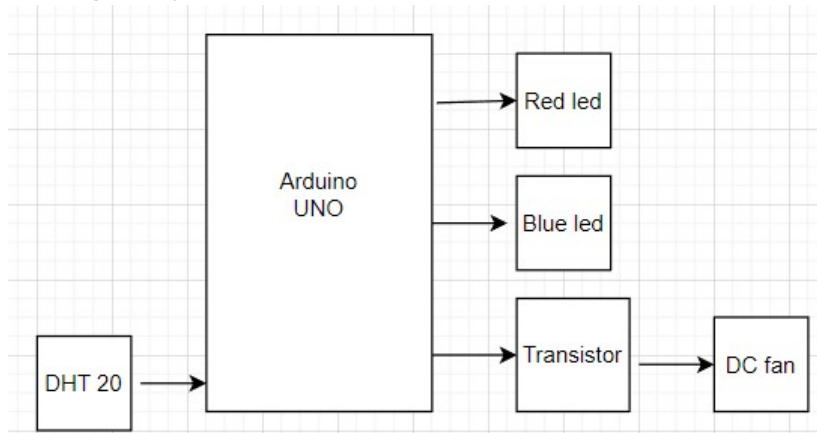 Red led
Arduino
UNO
Blue led
Transistor
DC fan
DHT 20